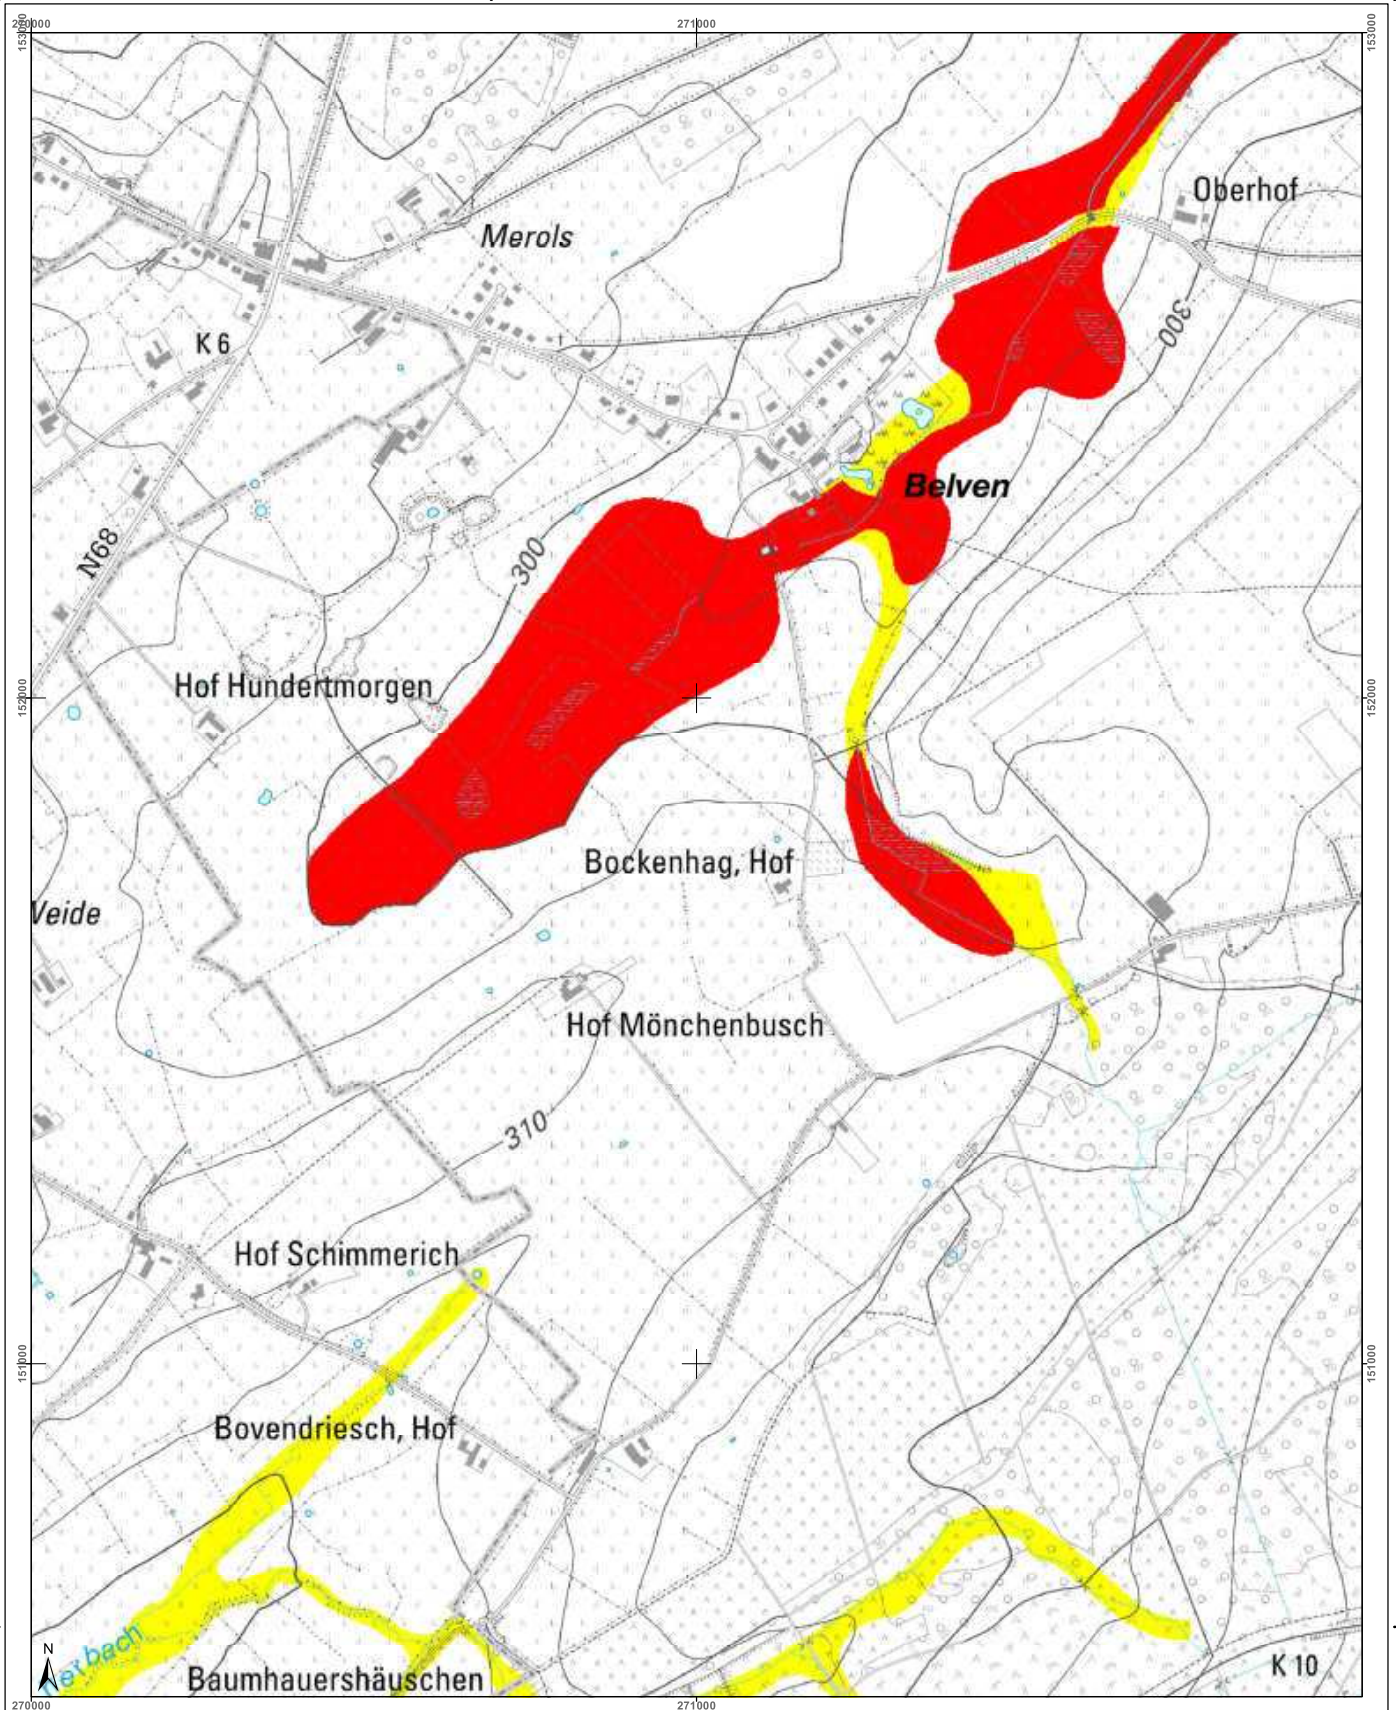 270000
271000
153000
153000
Oberhof
Merols
K 6
300
Belven
N68
300
Hof Hundertmorgen
152000
152000
Bockenhag, Hof
Hof Mönchenbusch
310
Hof Schimmerich
151000
151000
Bovendriesch, Hof
bach
N
Baumhauershäuschen
K 10
270000
271000